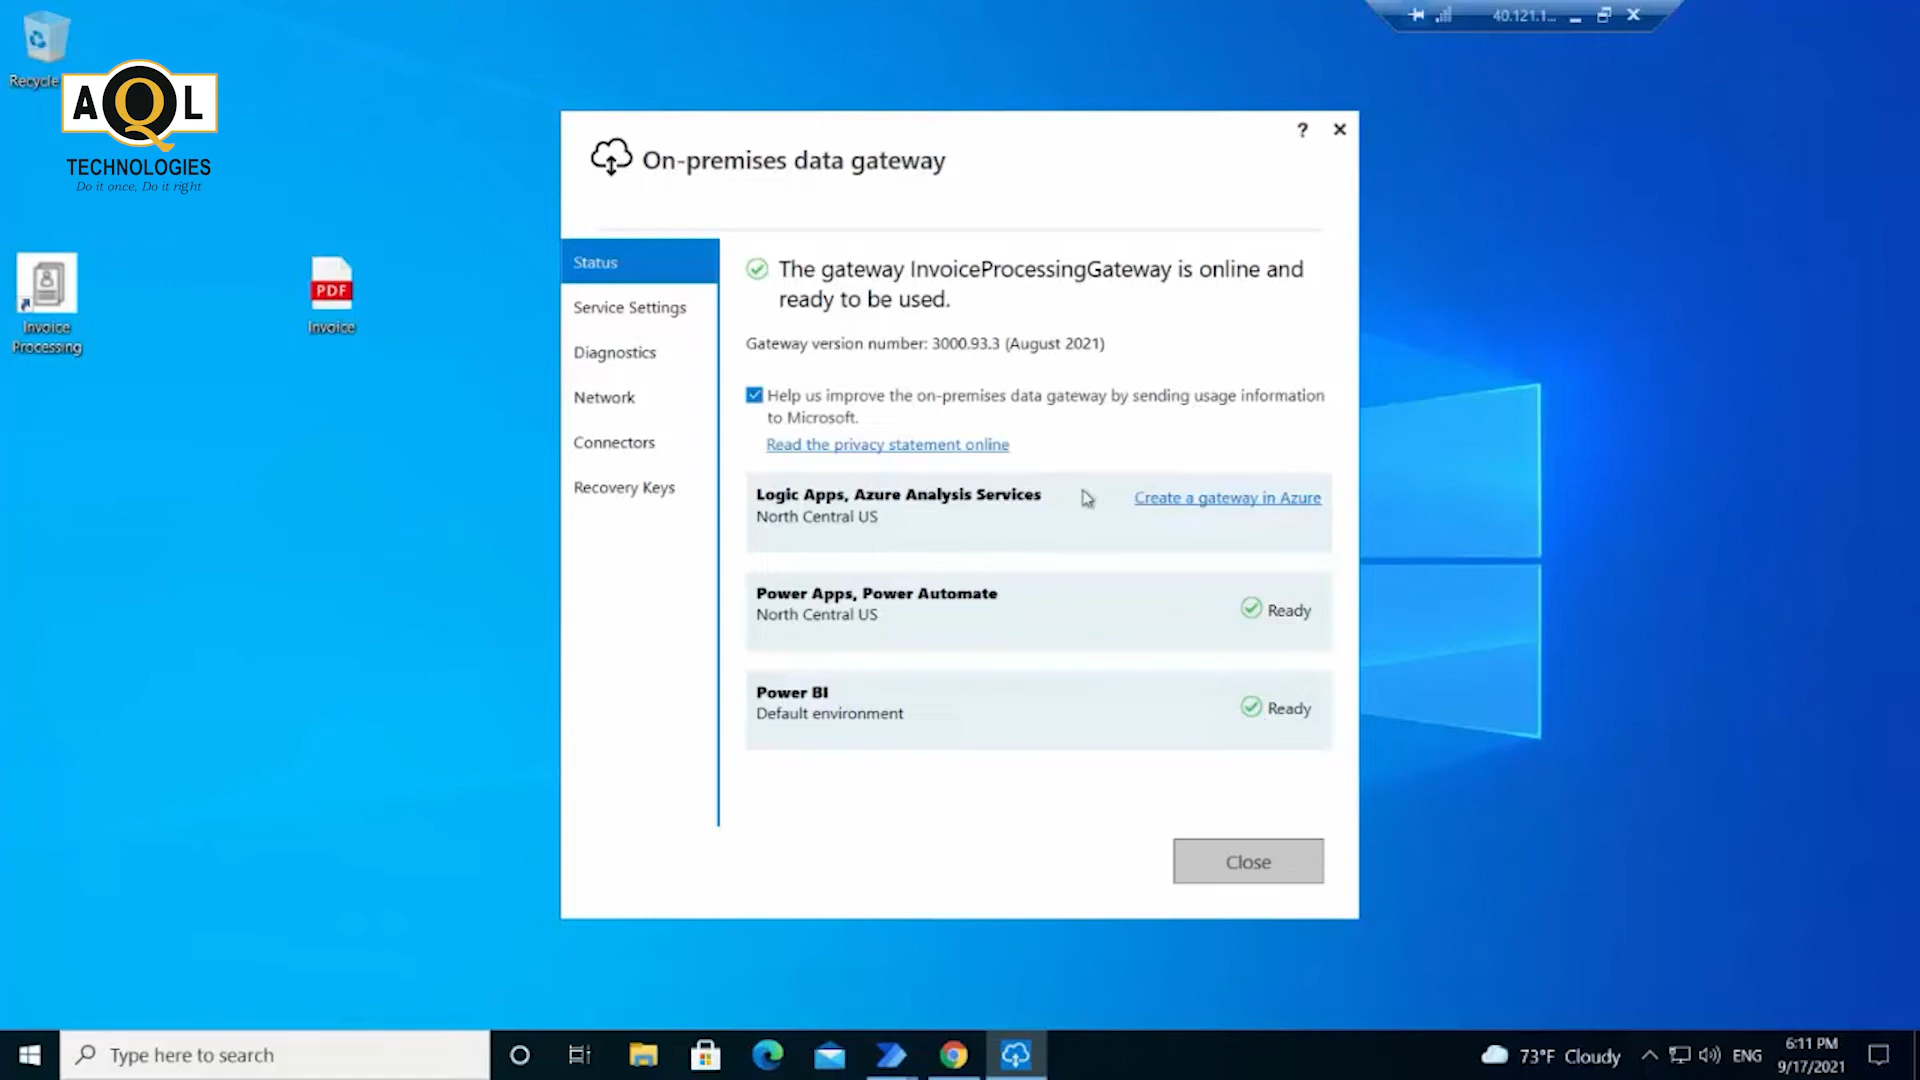 40.121.1...
Recycle
AQL
TECHNOLOGIES
Do it once, Do it right
? ×
On-premises data gateway
Status
Service Settings
Diagnostics
Network
Connectors
Recovery Keys
The gateway InvoiceProcessingGateway is online and
ready to be used.
Gateway version number: 3000.93.3 (August 2021)
Help us improve the on-premises data gateway by sending usage information
to Microsoft.
Read the privacy statement online
Logic Apps, Azure Analysis Services
North Central US
Create a gateway in Azure
Power Apps, Power Automate
North Central US
Ready
Power BI
Default environment
Ready
Close
Invoice
Processing
PDF
Invoice
Type here to search
73°F Cloudy
ENG
6:11 PM
9/17/2021